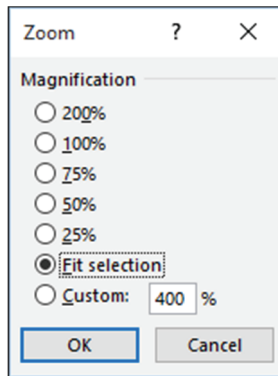 Zoom ? ×
Magnification
200%
100%
75%
50%
25%
Fit selection
Custom: 400 %
OK Cancel